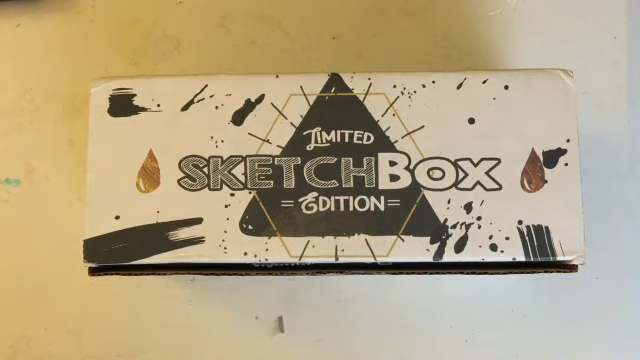 LIMITED
SKETCHBOX
= EDITION =